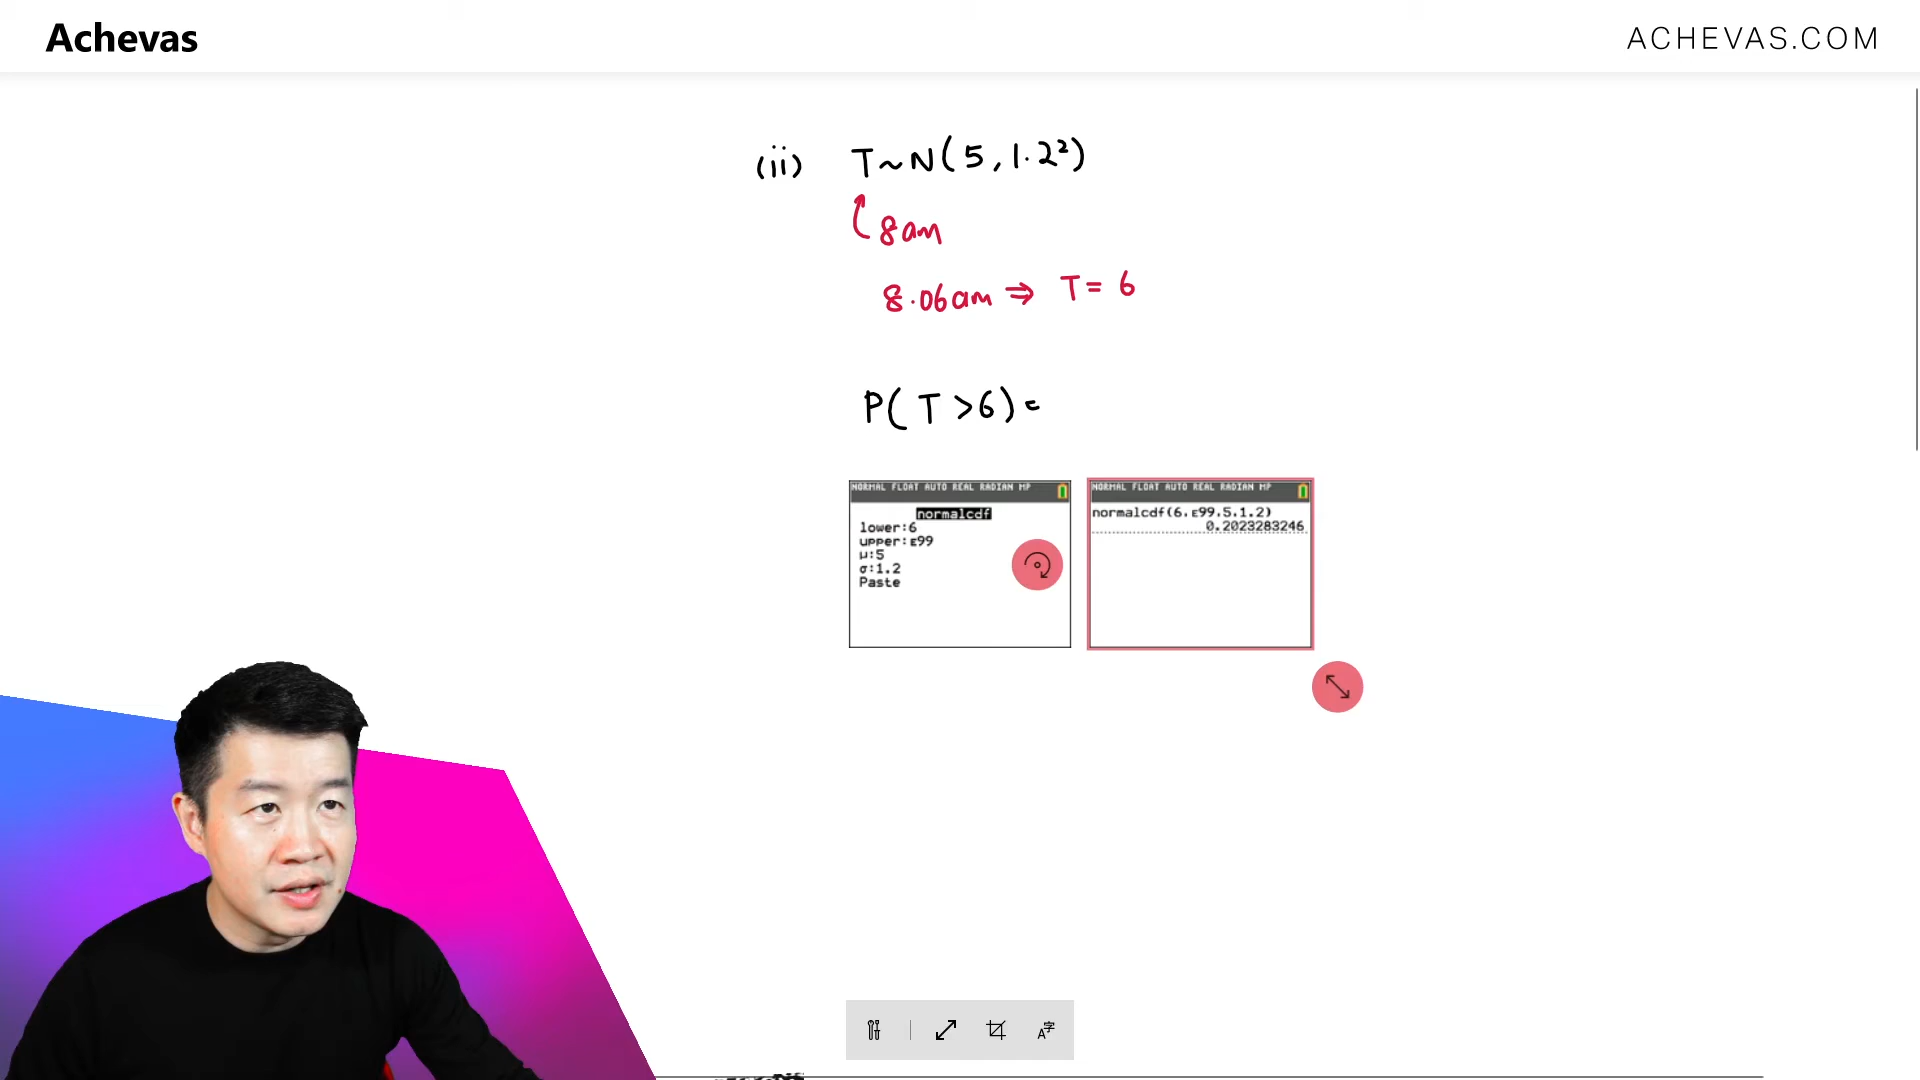 Achevas
ACHEVAS.COM
(ii) T~N(5, 1.2²)
8am
8.06am ⇒ T = 6
P(T > 6) =
NORMAL FLOAT AUTO REAL RADIAN MP
normalcdf
lower:6
upper:ᴇ99
μ:5
σ:1.2
Paste
NORMAL FLOAT AUTO REAL RADIAN MP
normalcdf(6,ᴇ99,5,1.2)
0.2023283246